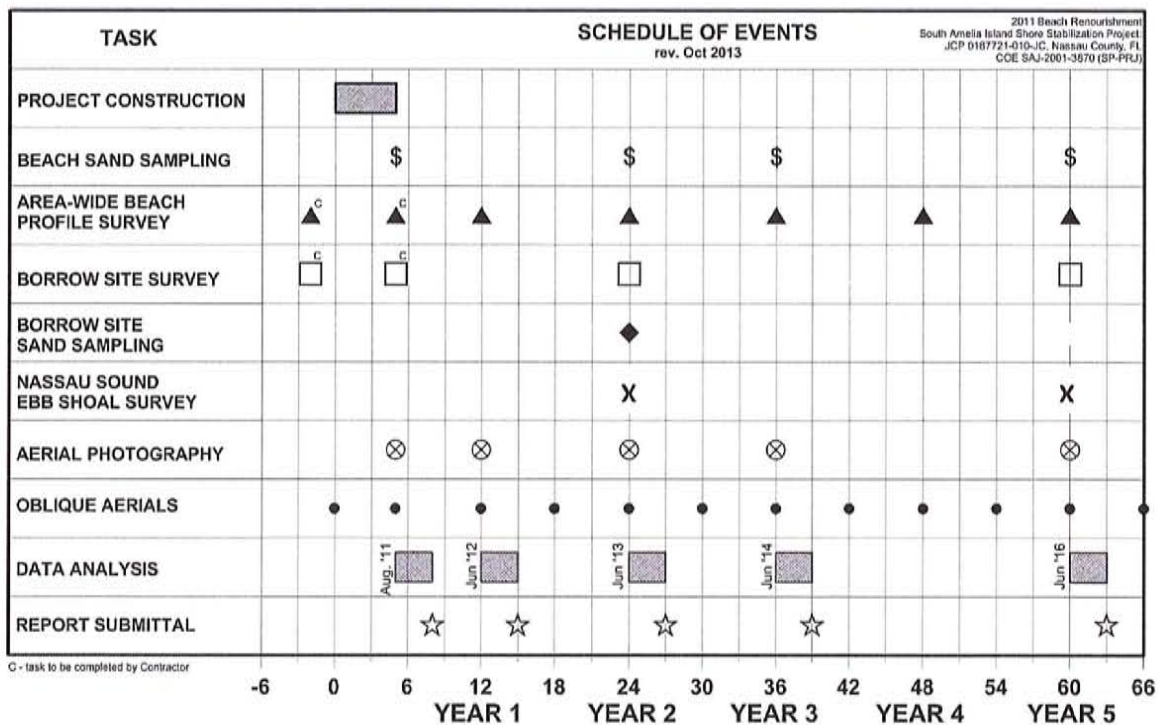 TASK
SCHEDULE OF EVENTS
rev. Oct 2013
2011 Beach Renourishment
South Amelia Island Shore Stabilization Project
JCP 0187721-010-JC, Nassau County, FL
COE SAJ-2001-3870 (SP-PRJ)
PROJECT CONSTRUCTION
BEACH SAND SAMPLING
$ $ $ $
AREA-WIDE BEACH
PROFILE SURVEY
C C
BORROW SITE SURVEY
C C
BORROW SITE
SAND SAMPLING
NASSAU SOUND
EBB SHOAL SURVEY
X X
AERIAL PHOTOGRAPHY
OBLIQUE AERIALS
DATA ANALYSIS
Aug. '11
Jun '12
Jun '13
Jun '14
Jun '16
REPORT SUBMITTAL
C - task to be completed by Contractor
-6 0 6 12 18 24 30 36 42 48 54 60 66
YEAR 1 YEAR 2 YEAR 3 YEAR 4 YEAR 5